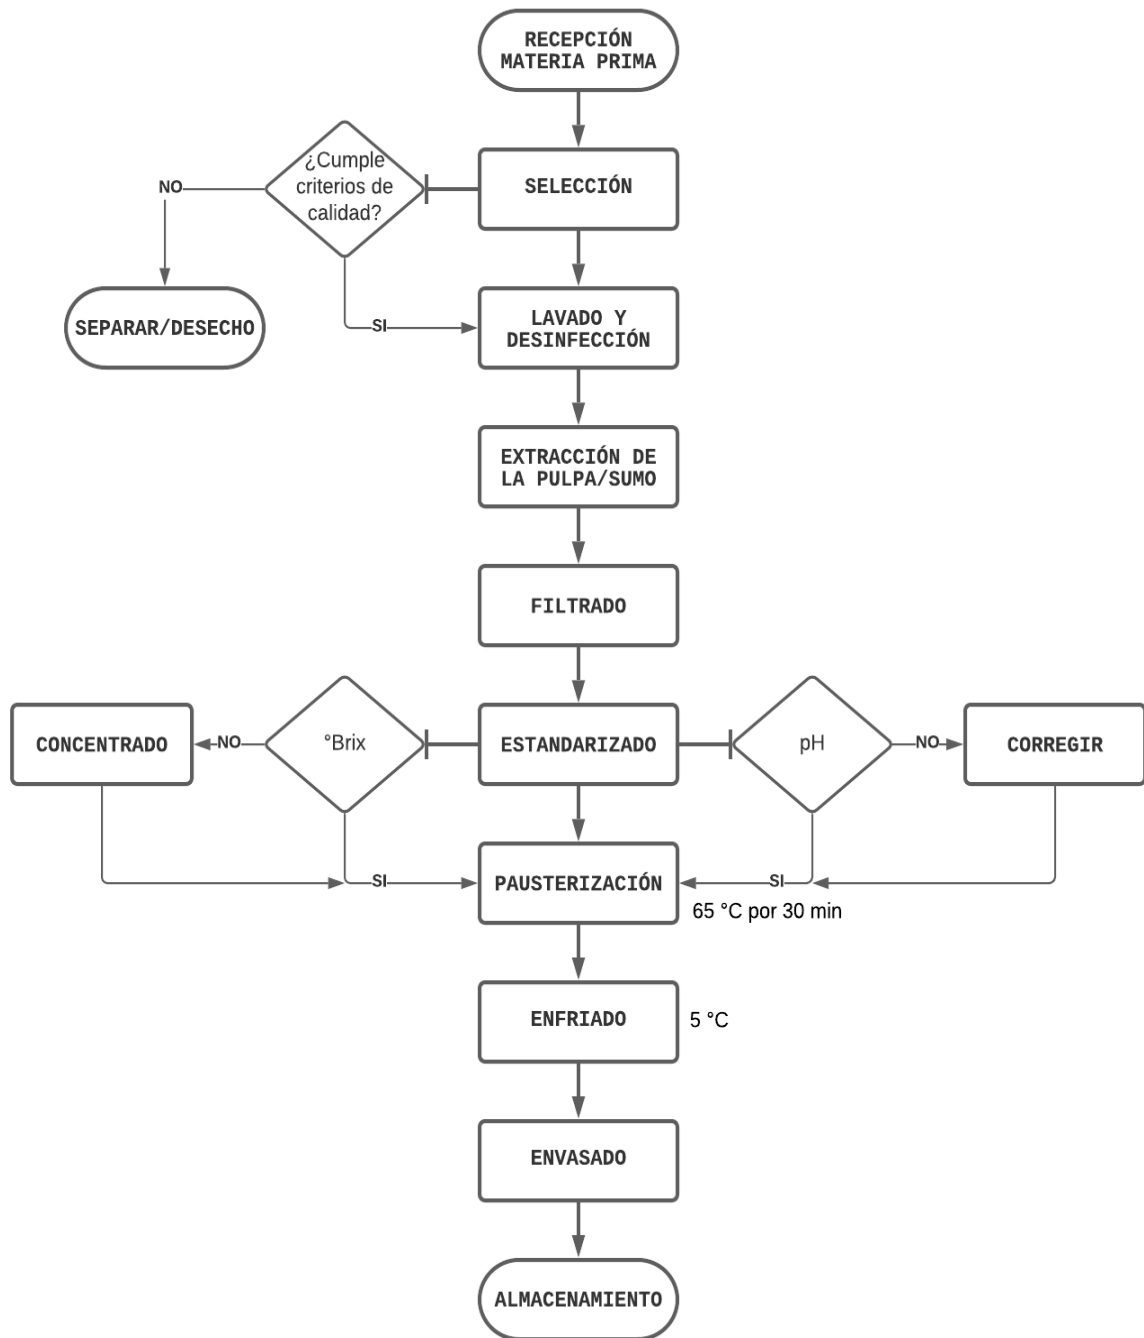 RECEPCIÓN
MATERIA PRIMA
¿Cumple
criterios de
calidad?
NO
SELECCIÓN
SEPARAR/DESECHO
SI
LAVADO Y
DESINFECCIÓN
EXTRACCIÓN DE
LA PULPA/SUMO
FILTRADO
CONCENTRADO
NO
°Brix
ESTANDARIZADO
pH
NO
CORREGIR
SI
PAUSTERIZACIÓN
SI
65 °C por 30 min
ENFRIADO
5 °C
ENVASADO
ALMACENAMIENTO